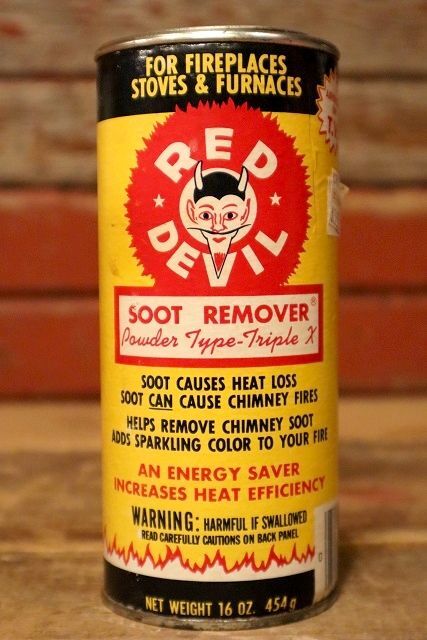 FOR FIREPLACES
STOVES & FURNACES
RED
DEVIL
SOOT REMOVER®
Powder Type-Triple X
SOOT CAUSES HEAT LOSS
SOOT CAN CAUSE CHIMNEY FIRES
HELPS REMOVE CHIMNEY SOOT
ADDS SPARKLING COLOR TO YOUR FIRE
AN ENERGY SAVER
INCREASES HEAT EFFICIENCY
WARNING: HARMFUL IF SWALLOWED
READ CAREFULLY CAUTIONS ON BACK PANEL
NET WEIGHT 16 OZ. 454g